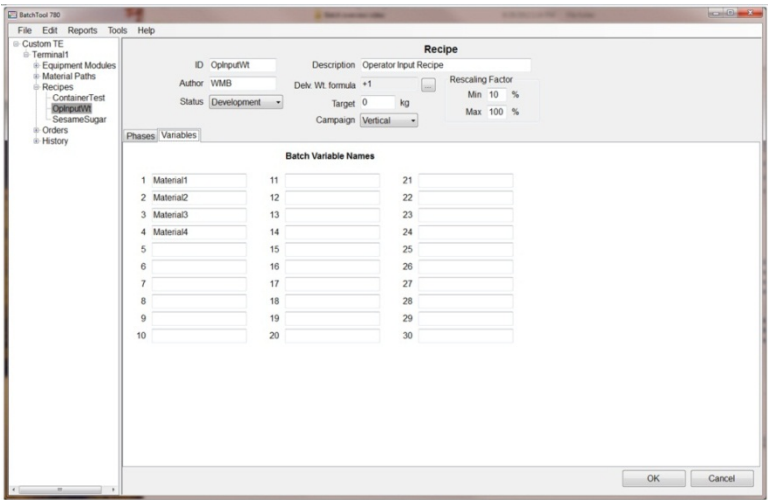 BatchTool 780
File Edit Reports Tools Help
Custom TE
Terminal1
Equipment Modules
Material Paths
Recipes
ContainerTest
OpInputWt
SesameSugar
Orders
History
Recipe
ID OpInputWt Description Operator Input Recipe
Author WMB Delv. Wt. formula +1 ... Rescaling Factor
Min 10 %
Status Development Target 0 kg
Max 100 %
Campaign Vertical
Phases Variables
Batch Variable Names
1 Material1 11 21
2 Material2 12 22
3 Material3 13 23
4 Material4 14 24
5 15 25
6 16 26
7 17 27
8 18 28
9 19 29
10 20 30
OK Cancel